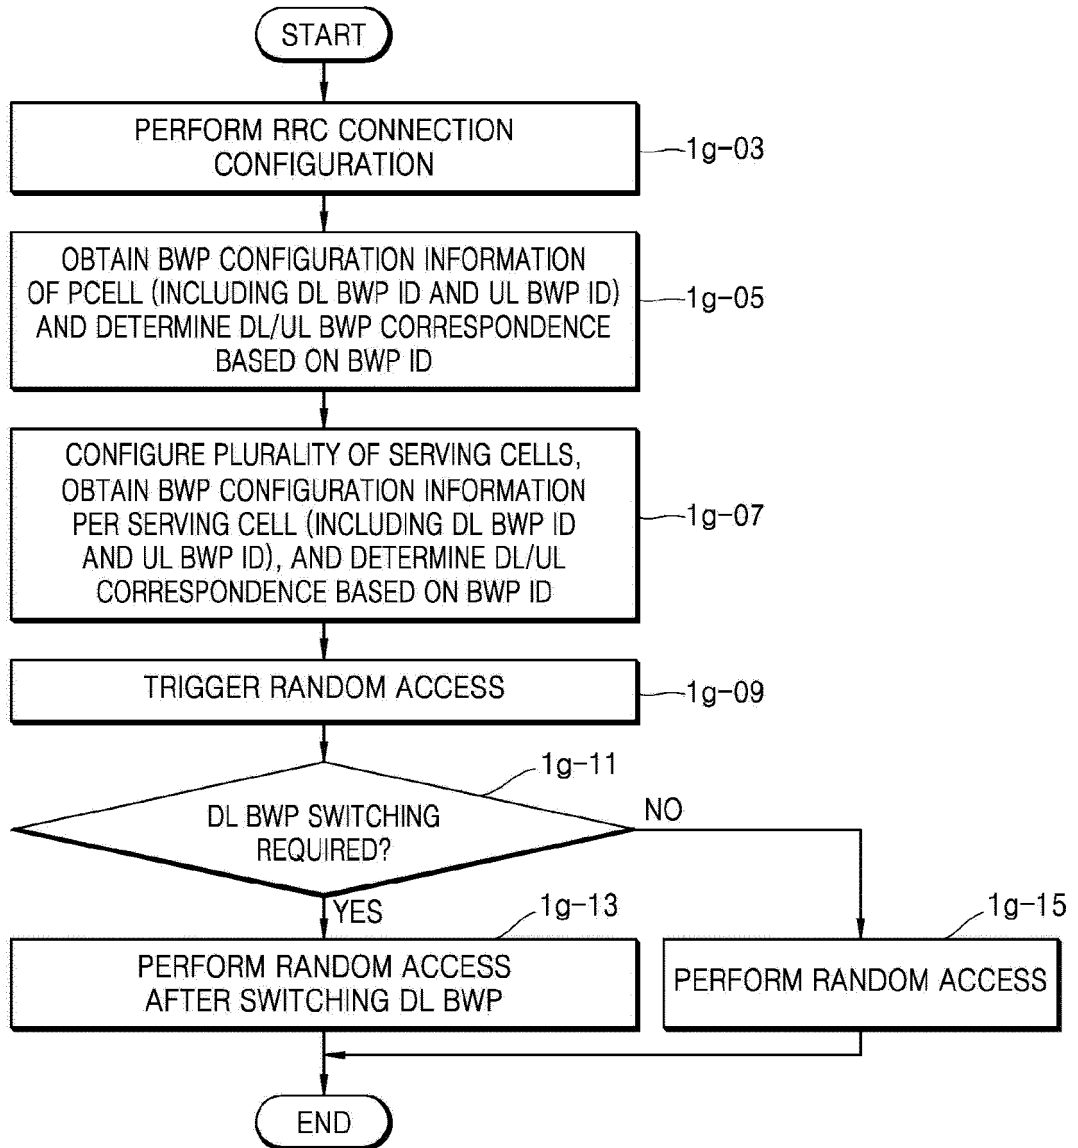 START
PERFORM RRC CONNECTION
CONFIGURATION
1g-03
OBTAIN BWP CONFIGURATION INFORMATION
OF PCELL (INCLUDING DL BWP ID AND UL BWP ID)
AND DETERMINE DL/UL BWP CORRESPONDENCE
BASED ON BWP ID
1g-05
CONFIGURE PLURALITY OF SERVING CELLS,
OBTAIN BWP CONFIGURATION INFORMATION
PER SERVING CELL (INCLUDING DL BWP ID
AND UL BWP ID), AND DETERMINE DL/UL
CORRESPONDENCE BASED ON BWP ID
1g-07
TRIGGER RANDOM ACCESS
1g-09
1g-11
DL BWP SWITCHING
REQUIRED?
NO
YES
1g-13
PERFORM RANDOM ACCESS
AFTER SWITCHING DL BWP
1g-15
PERFORM RANDOM ACCESS
END